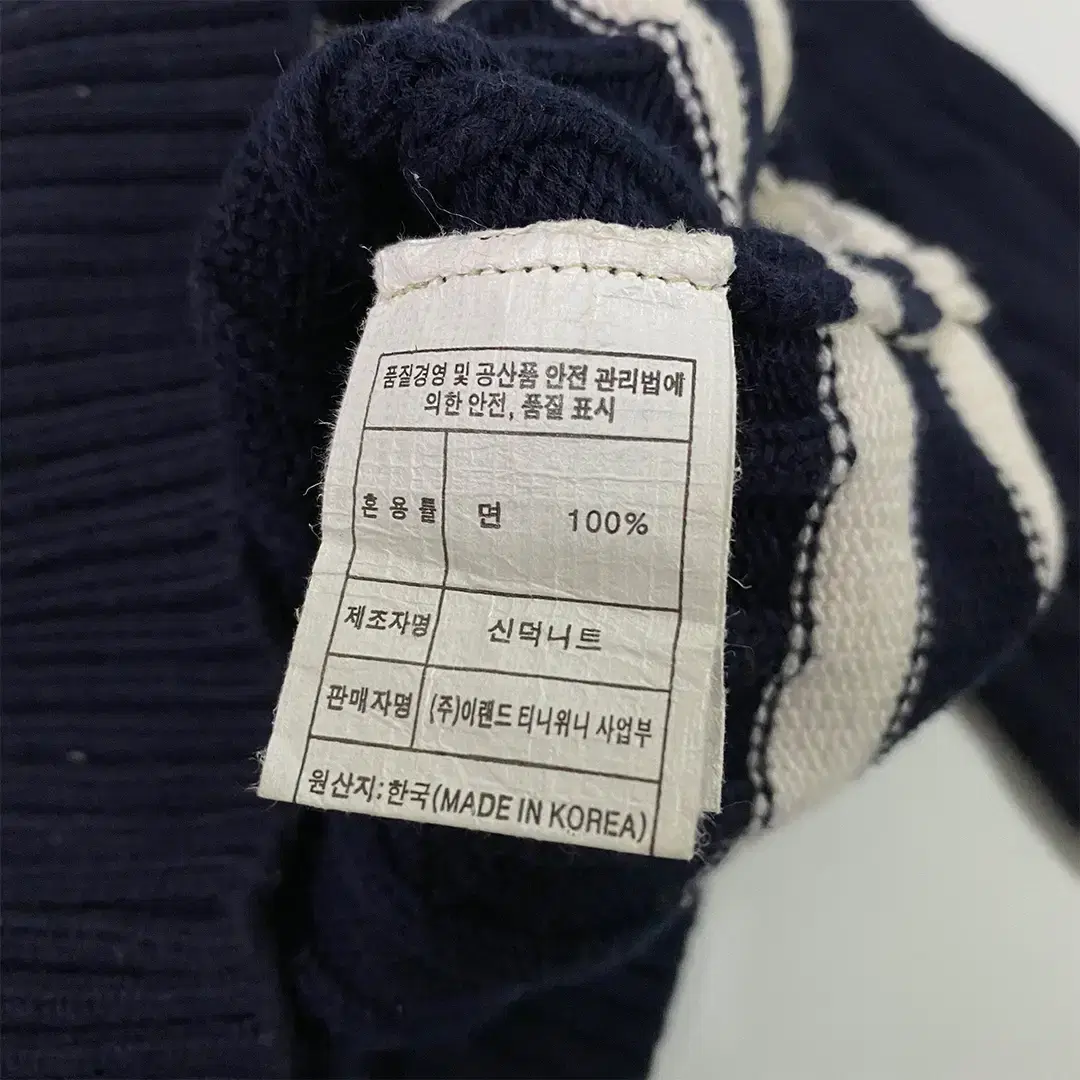 품질경영 및 공산품 안전 관리법에
의한 안전, 품질 표시
혼용률 면 100%
제조자명 신덕니트
판매자명 (주)이랜드 티니위니 사업부
원산지:한국(MADE IN KOREA)